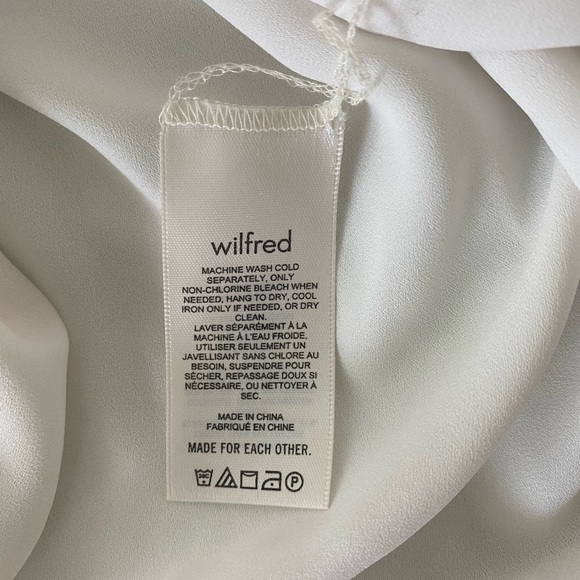 wilfred
MACHINE WASH COLD
SEPARATELY, ONLY
NON-CHLORINE BLEACH WHEN
NEEDED, HANG TO DRY, COOL
IRON ONLY IF NEEDED, OR DRY
CLEAN.
LAVER SÉPARÉMENT À LA
MACHINE À L'EAU FROIDE,
UTILISER SEULEMENT UN
JAVELLISANT SANS CHLORE AU
BESOIN, SUSPENDRE POUR
SÉCHER, REPASSAGE DOUX SI
NÉCESSAIRE, OU NETTOYER À
SEC.
MADE IN CHINA
FABRIQUÉ EN CHINE
MADE FOR EACH OTHER.
30C P